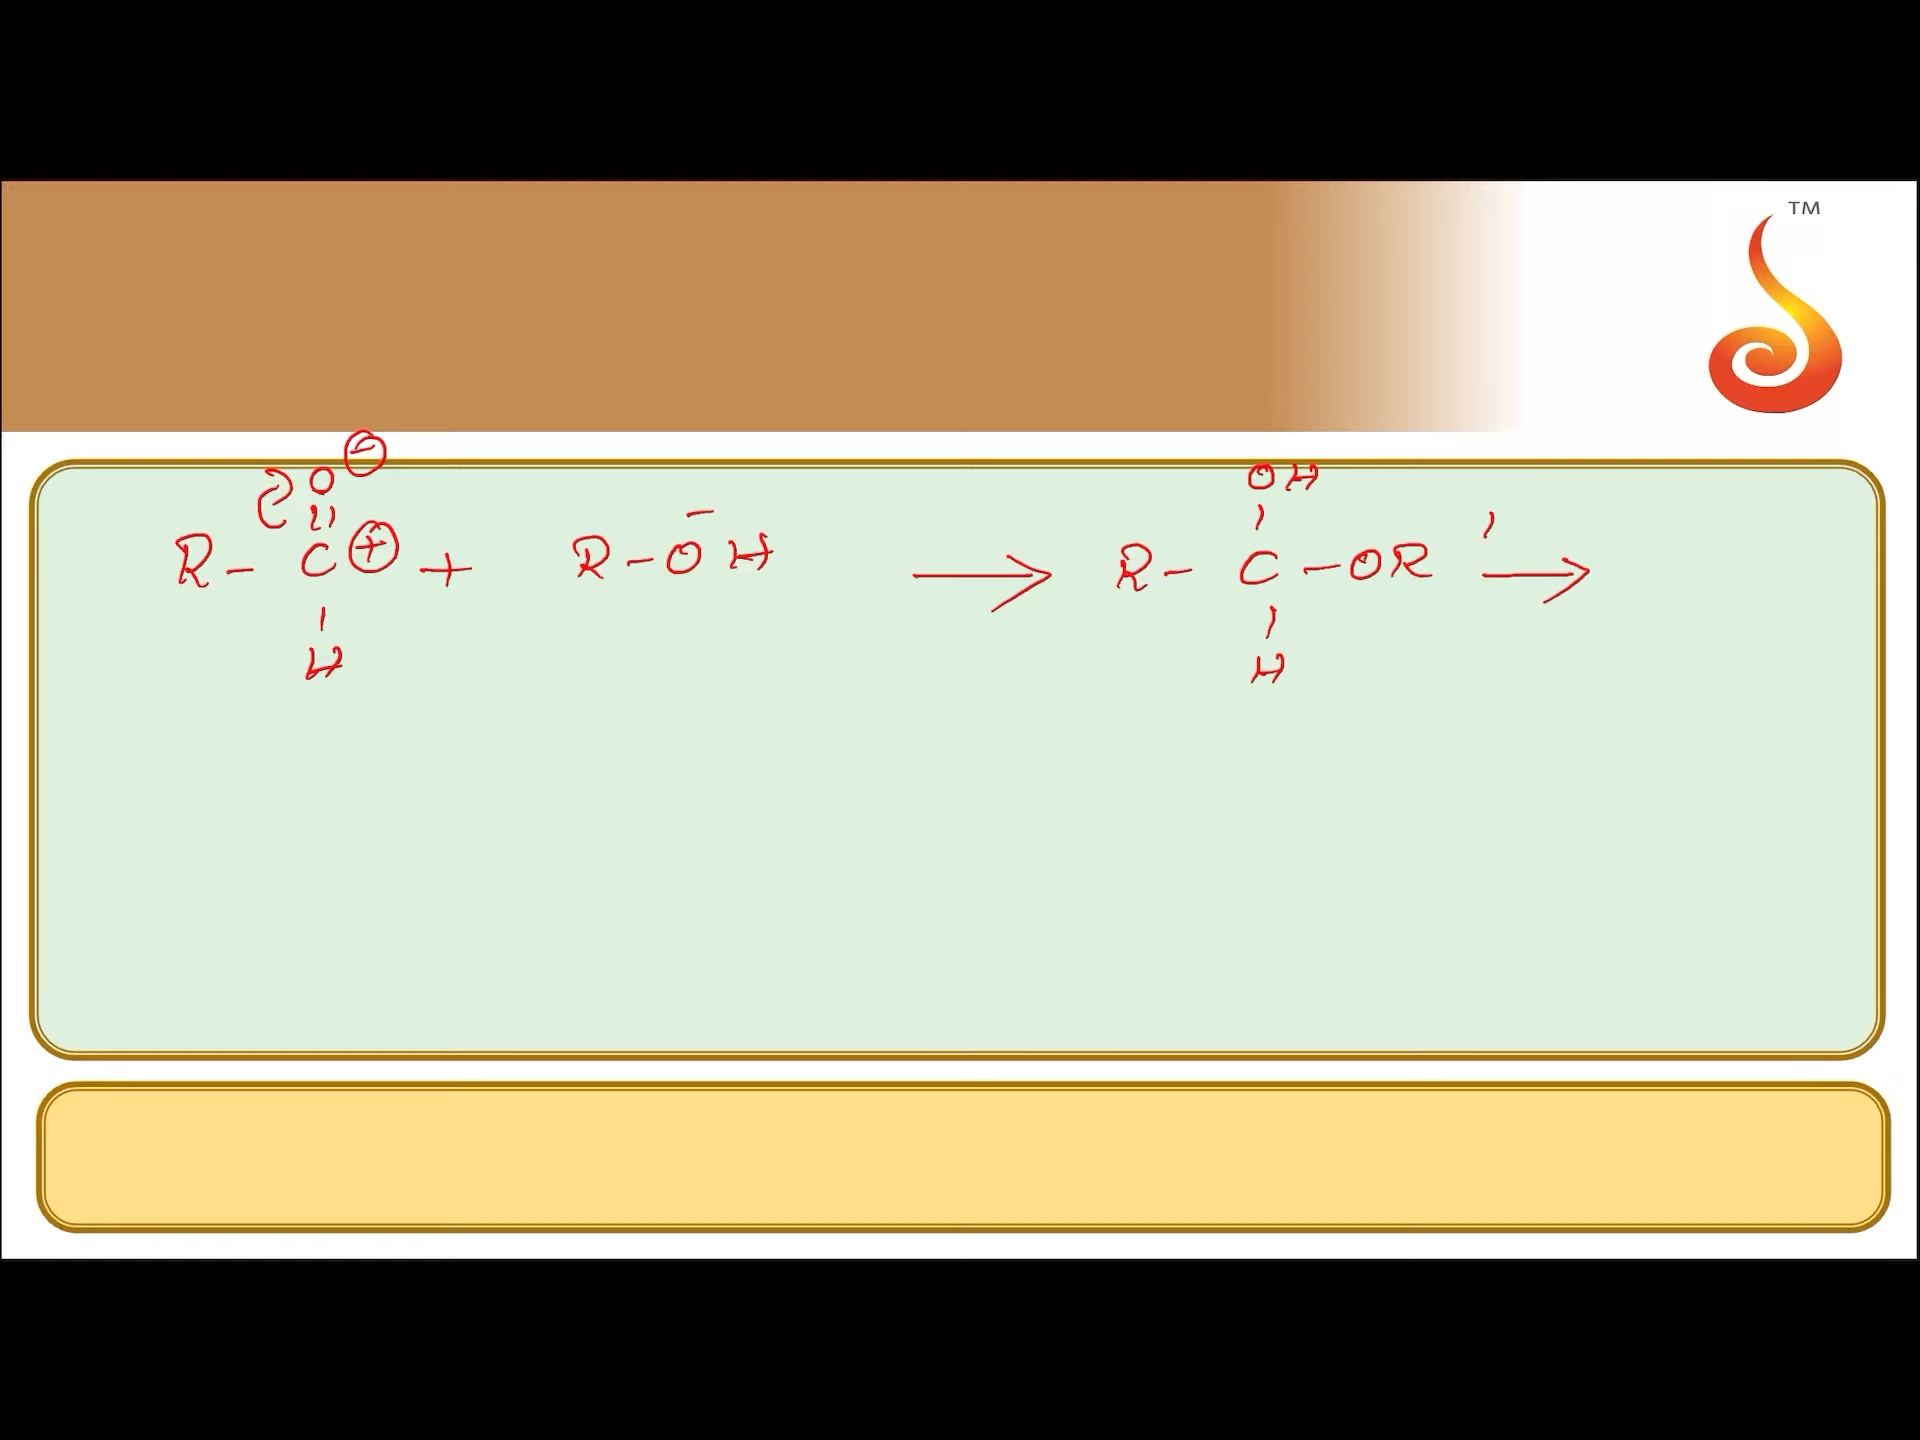 TM
⊖
O OH
|| |
R - C ⊕ + R - O⁻H ⟶ R - C - OR' ⟶
| |
H H